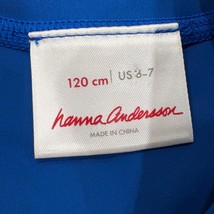 120 cm | US 6-7
hanna Andersson
MADE IN CHINA